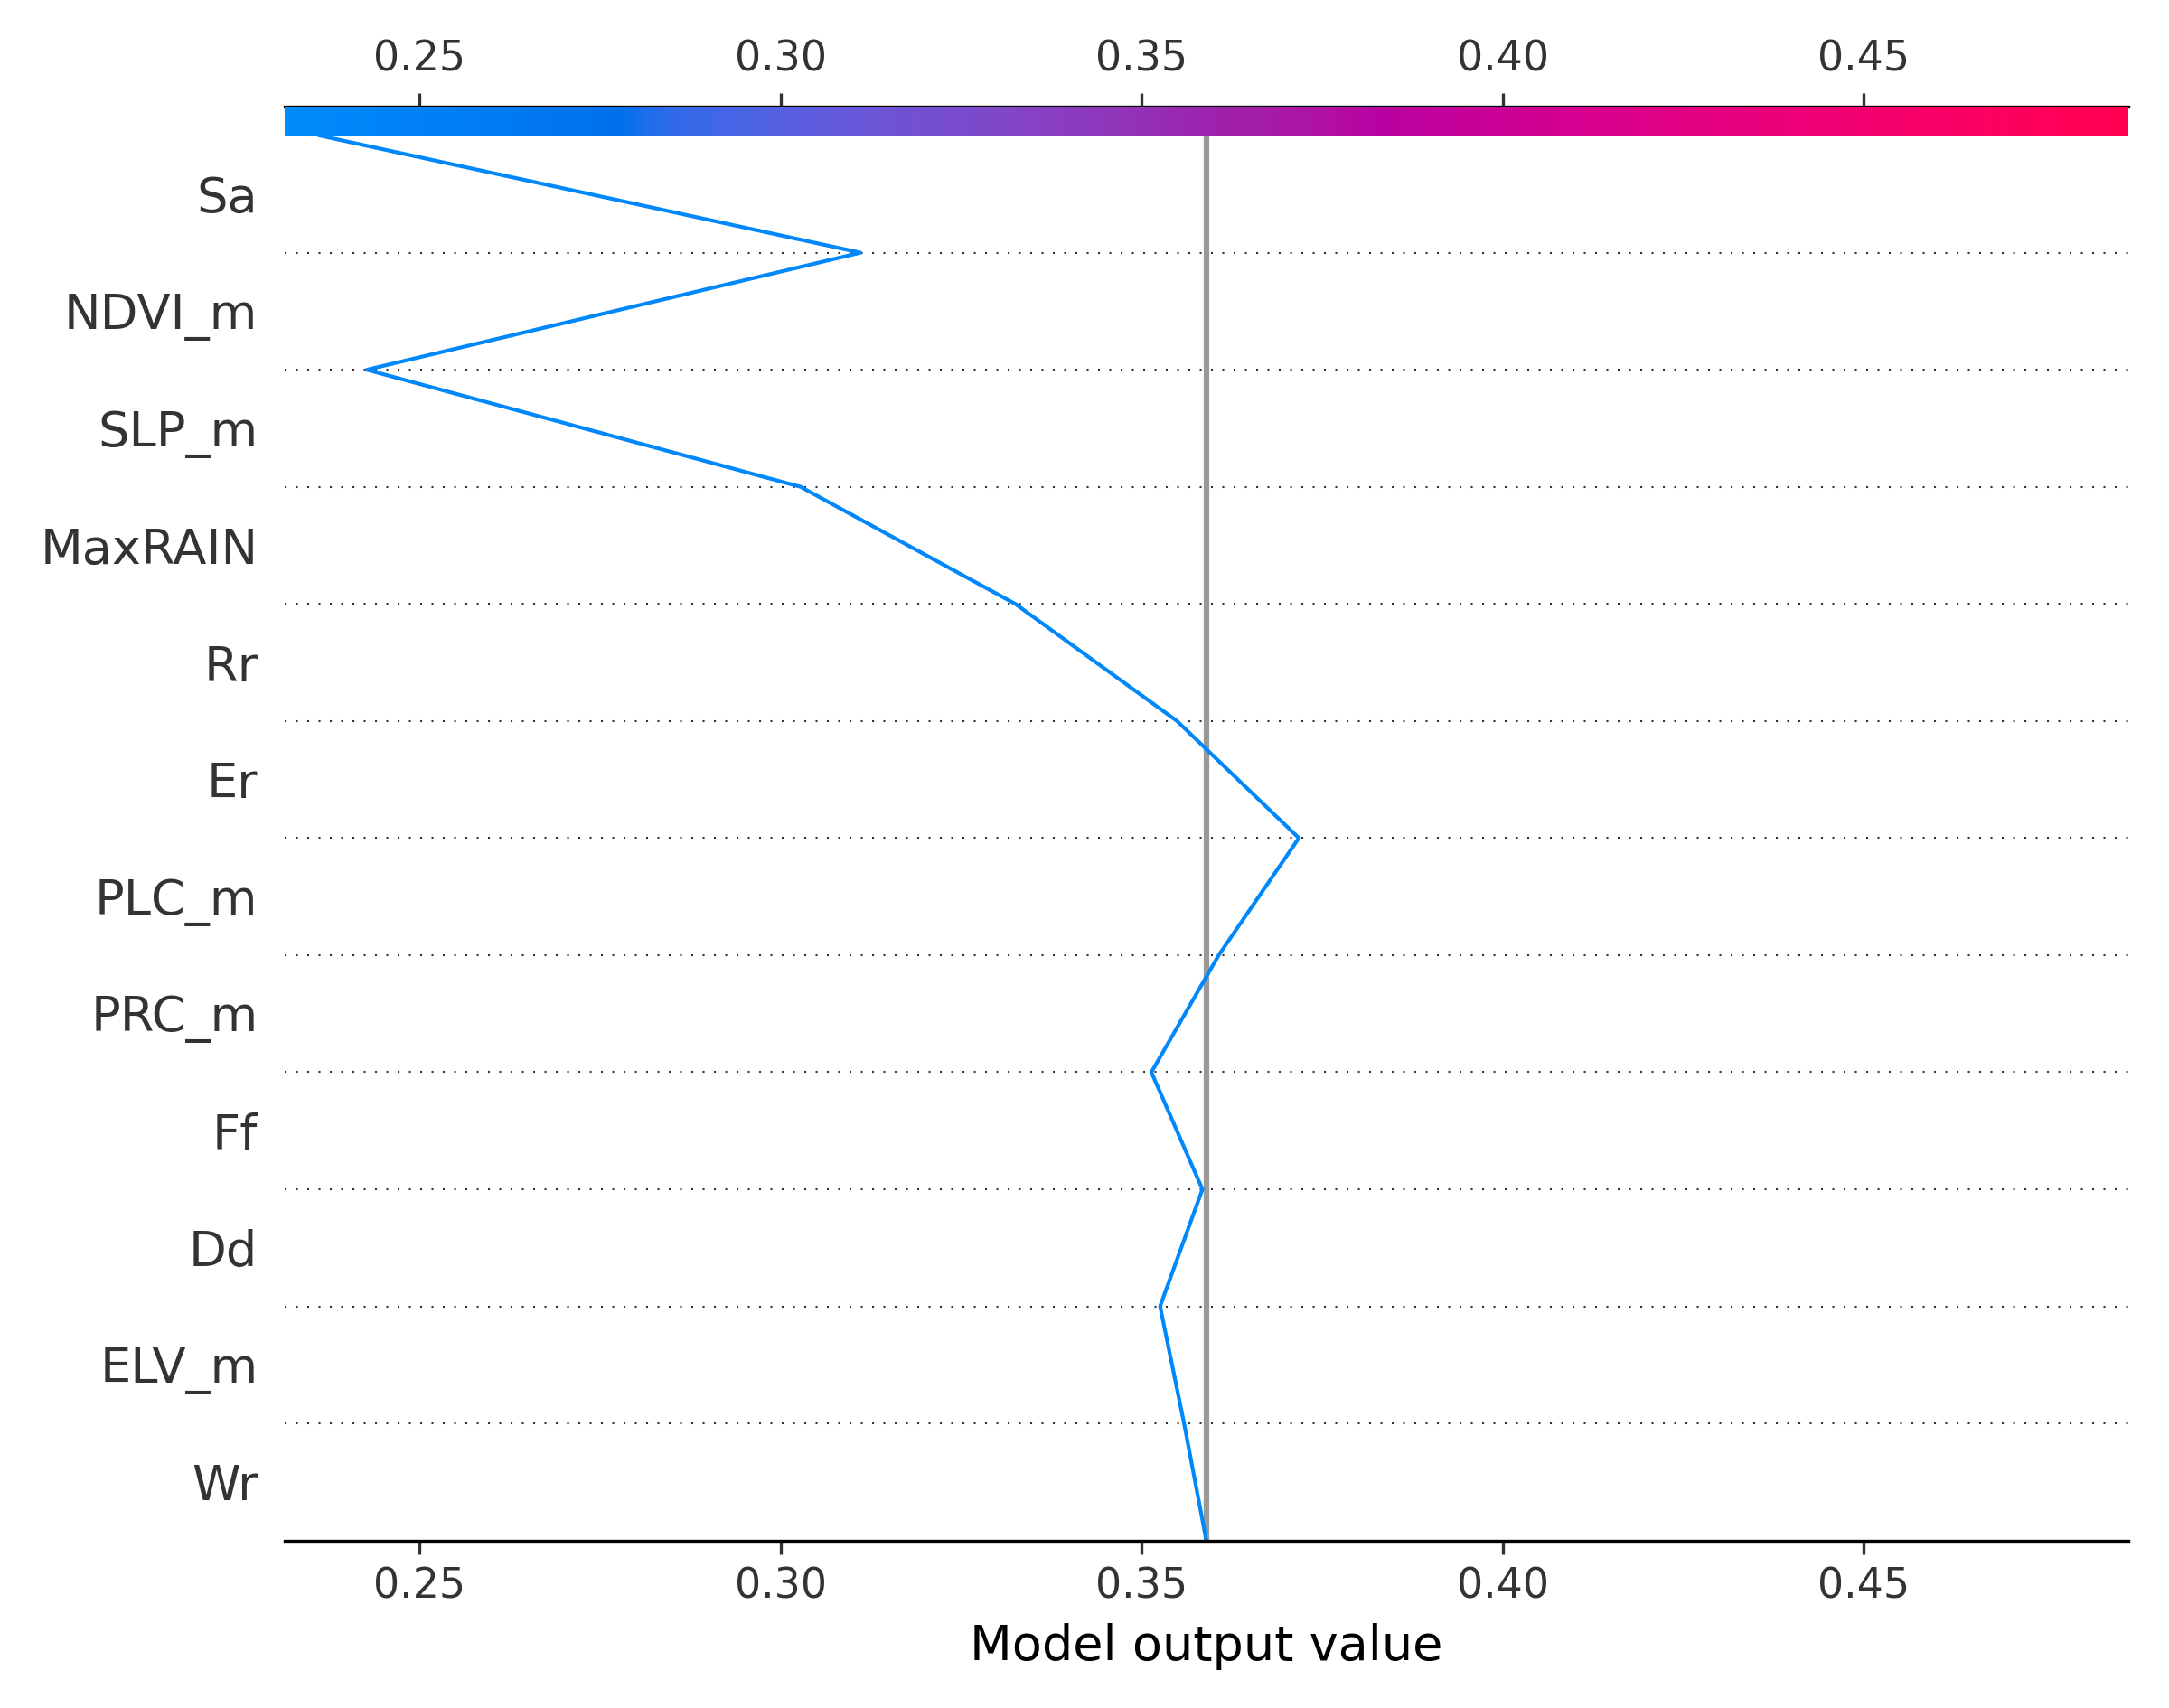 0.25 0.30 0.35 0.40 0.45
Sa
NDVI_m
SLP_m
MaxRAIN
Rr
Er
PLC_m
PRC_m
Ff
Dd
ELV_m
Wr
0.25 0.30 0.35 0.40 0.45
Model output value